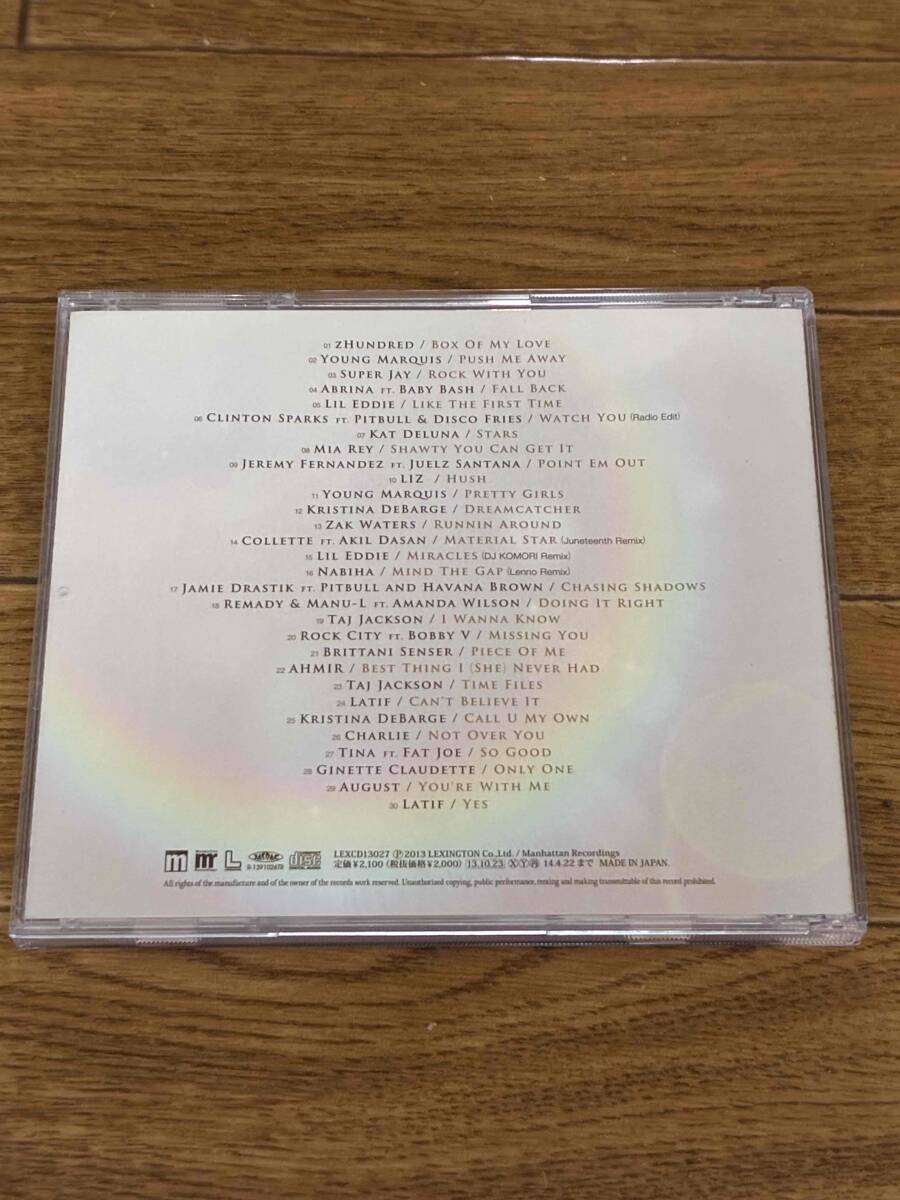 01 zHundred / Box Of My Love
02 Young Marquis / Push Me Away
03 Super Jay / Rock With You
04 Abrina ft. Baby Bash / Fall Back
05 Lil Eddie / Like The First Time
06 Clinton Sparks ft. Pitbull & Disco Fries / Watch You (Radio Edit)
07 Kat Deluna / Stars
08 Mia Rey / Shawty You Can Get It
09 Jeremy Fernandez ft. Juelz Santana / Point Em Out
10 LIZ / Hush
11 Young Marquis / Pretty Girls
12 Kristina DeBarge / Dreamcatcher
13 Zak Waters / Runnin Around
14 Collette ft. Akil Dasan / Material Star (Juneteenth Remix)
15 Lil Eddie / Miracles (DJ KOMORI Remix)
16 Nabiha / Mind The Gap (Lenno Remix)
17 Jamie Drastik ft. Pitbull and Havana Brown / Chasing Shadows
18 Remady & Manu-L ft. Amanda Wilson / Doing It Right
19 Taj Jackson / I Wanna Know
20 Rock City ft. Bobby V / Missing You
21 Brittani Senser / Piece Of Me
22 AHMIR / Best Thing I (She) Never Had
23 Taj Jackson / Time Files
24 Latif / Can't Believe It
25 Kristina DeBarge / Call U My Own
26 Charlie / Not Over You
27 Tina ft. Fat Joe / So Good
28 Ginette Claudette / Only One
29 August / You're With Me
30 Latif / Yes
m mr L JASRAC COMPACT disc DIGITAL AUDIO
R-1391026TR
LEXCD13027 Ⓟ2013 LEXINGTON Co.,Ltd. / Manhattan Recordings
定価¥2,100 (税抜価格¥2,000) 13.10.23 Ⓧ Ⓨ 再 14.4.22 まで MADE IN JAPAN.
All rights of the manufacture and of the owner of the records work reserved. Unauthorized copying, public performance, renting and making transmittable of this record prohibited.